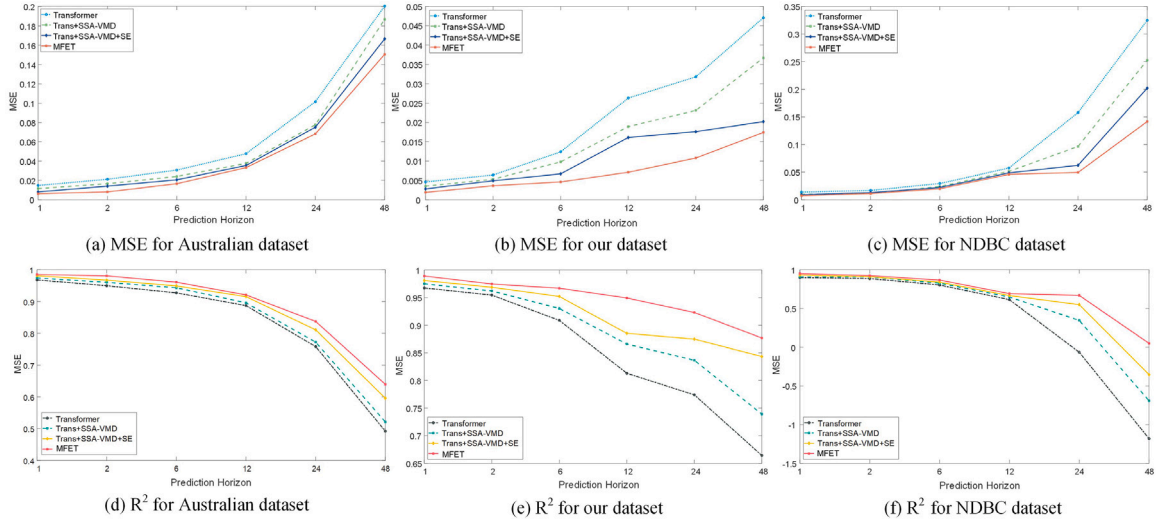 0.2
0.18
0.16
0.14
0.12
0.1
0.08
0.06
0.04
0.02
0
MSE
Transformer
Trans+SSA-VMD
Trans+SSA-VMD+SE
MFET
1 2 6 12 24 48
Prediction Horizon
(a) MSE for Australian dataset
0.05
0.045
0.04
0.035
0.03
0.025
0.02
0.015
0.01
0.005
0
MSE
Transformer
Trans+SSA-VMD
Trans+SSA-VMD+SE
MFET
1 2 6 12 24 48
Prediction Horizon
(b) MSE for our dataset
0.35
0.3
0.25
0.2
0.15
0.1
0.05
0
MSE
Transformer
Trans+SSA-VMD
Trans+SSA-VMD+SE
MFET
1 2 6 12 24 48
Prediction Horizon
(c) MSE for NDBC dataset
1
0.9
0.8
0.7
0.6
0.5
0.4
MSE
Transformer
Trans+SSA-VMD
Trans+SSA-VMD+SE
MFET
1 2 6 12 24 48
Prediction Horizon
(d) R² for Australian dataset
1
0.95
0.9
0.85
0.8
0.75
0.7
0.65
MSE
Transformer
Trans+SSA-VMD
Trans+SSA-VMD+SE
MFET
1 2 6 12 24 48
Prediction Horizon
(e) R² for our dataset
1
0.5
0
-0.5
-1
-1.5
MSE
Transformer
Trans+SSA-VMD
Trans+SSA-VMD+SE
MFET
1 2 6 12 24 48
Prediction Horizon
(f) R² for NDBC dataset